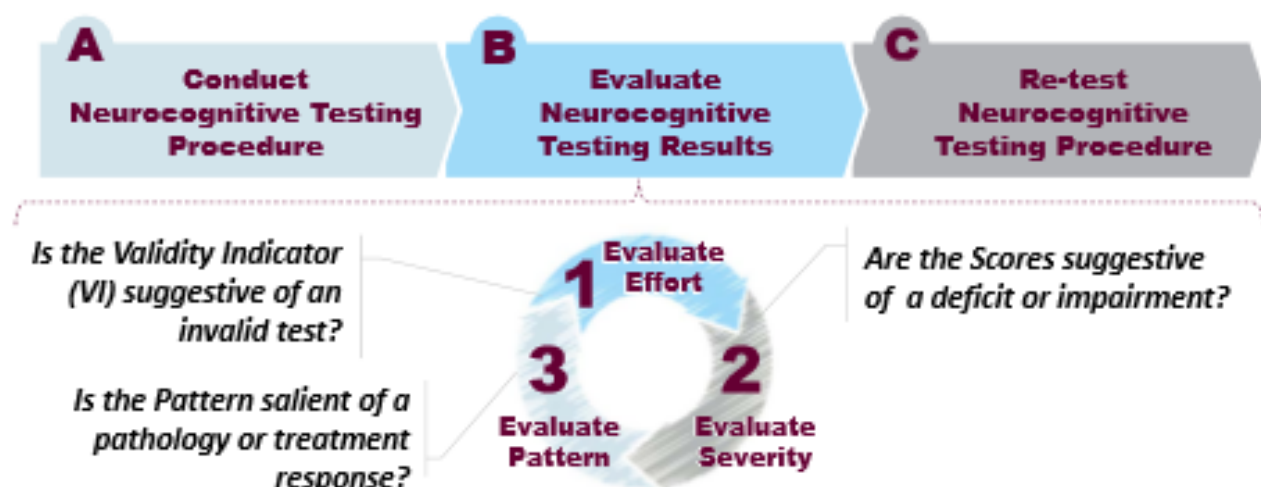 A
Conduct
Neurocognitive Testing
Procedure
B
Evaluate
Neurocognitive
Testing Results
C
Re-test
Neurocognitive
Testing Procedure
Is the Validity Indicator
(VI) suggestive of an
invalid test?
1
Evaluate
Effort
Are the Scores suggestive
of a deficit or impairment?
2
Evaluate
Severity
3
Evaluate
Pattern
Is the Pattern salient of a
pathology or treatment
response?